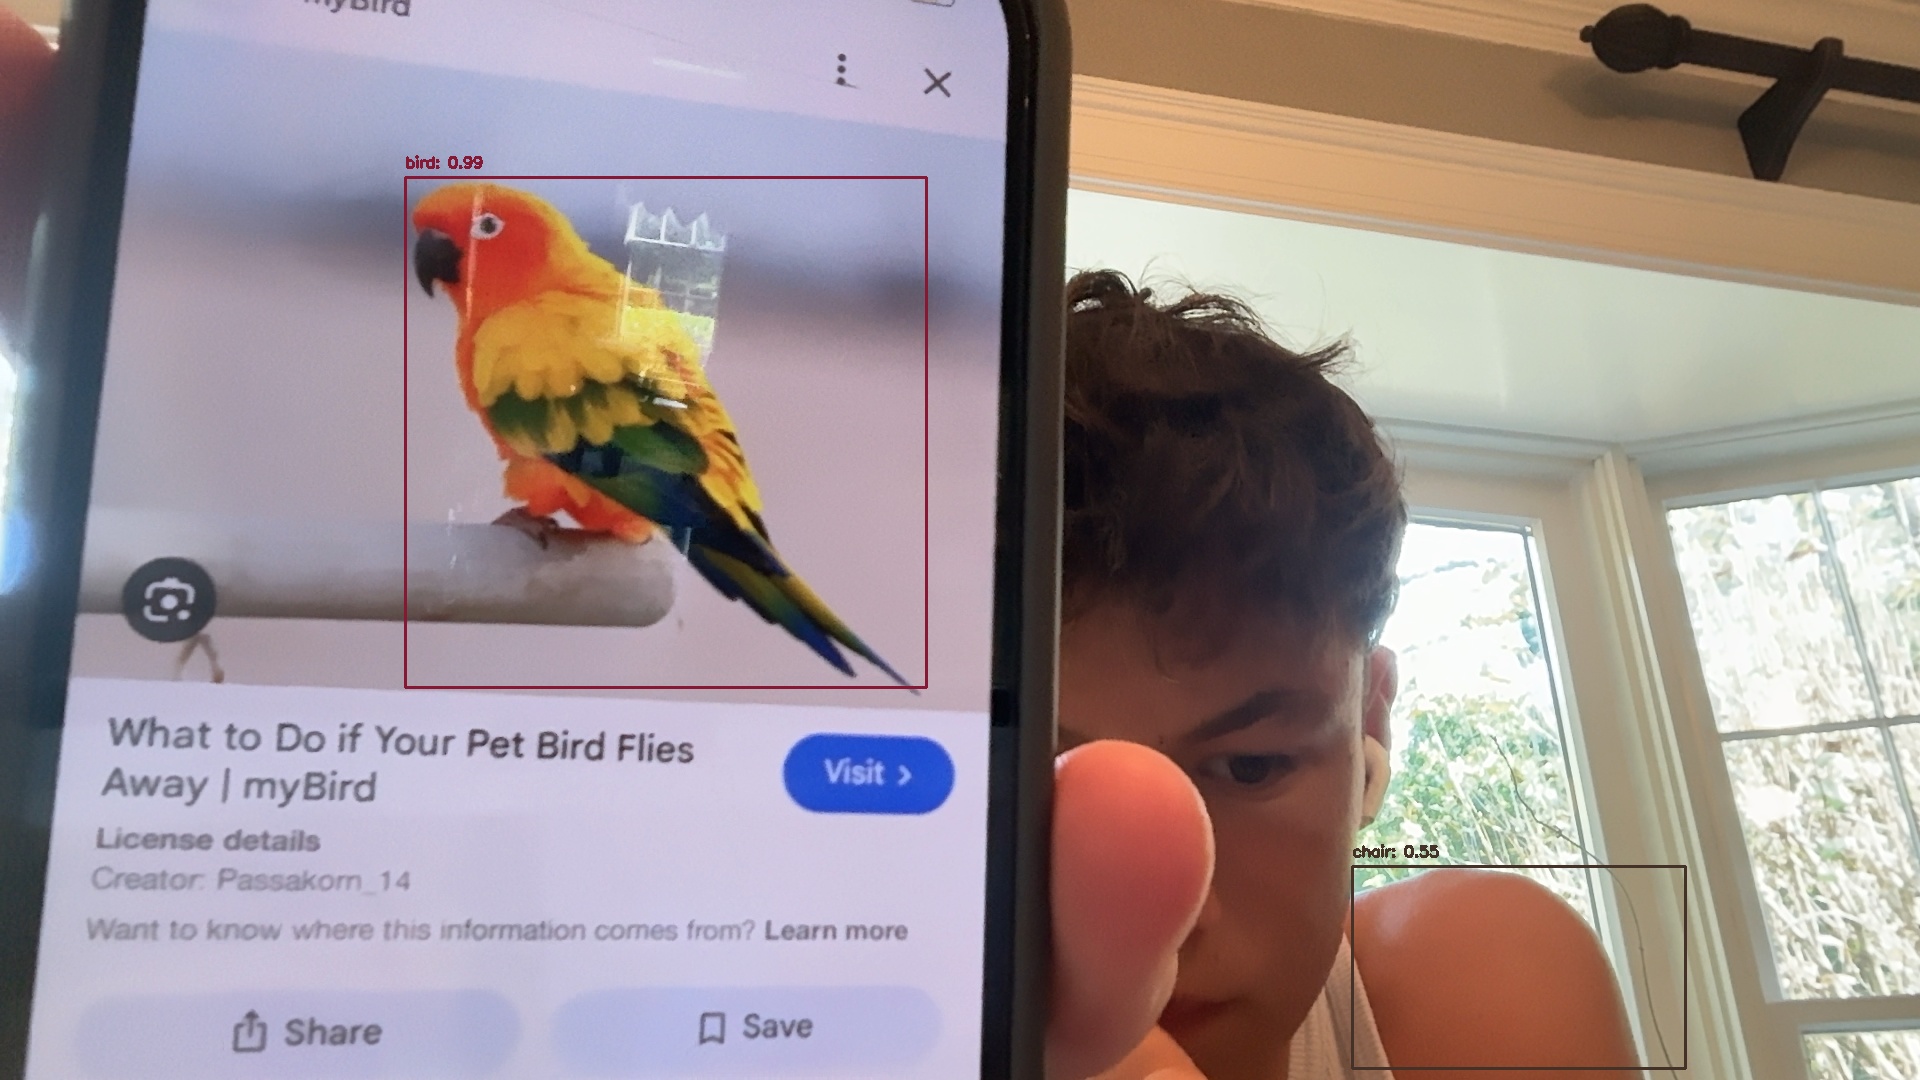 myBird
bird: 0.99
What to Do if Your Pet Bird Flies
Away | myBird
Visit >
License details
Creator: Passakorn_14
Want to know where this information comes from? Learn more
Share
Save
chair: 0.55